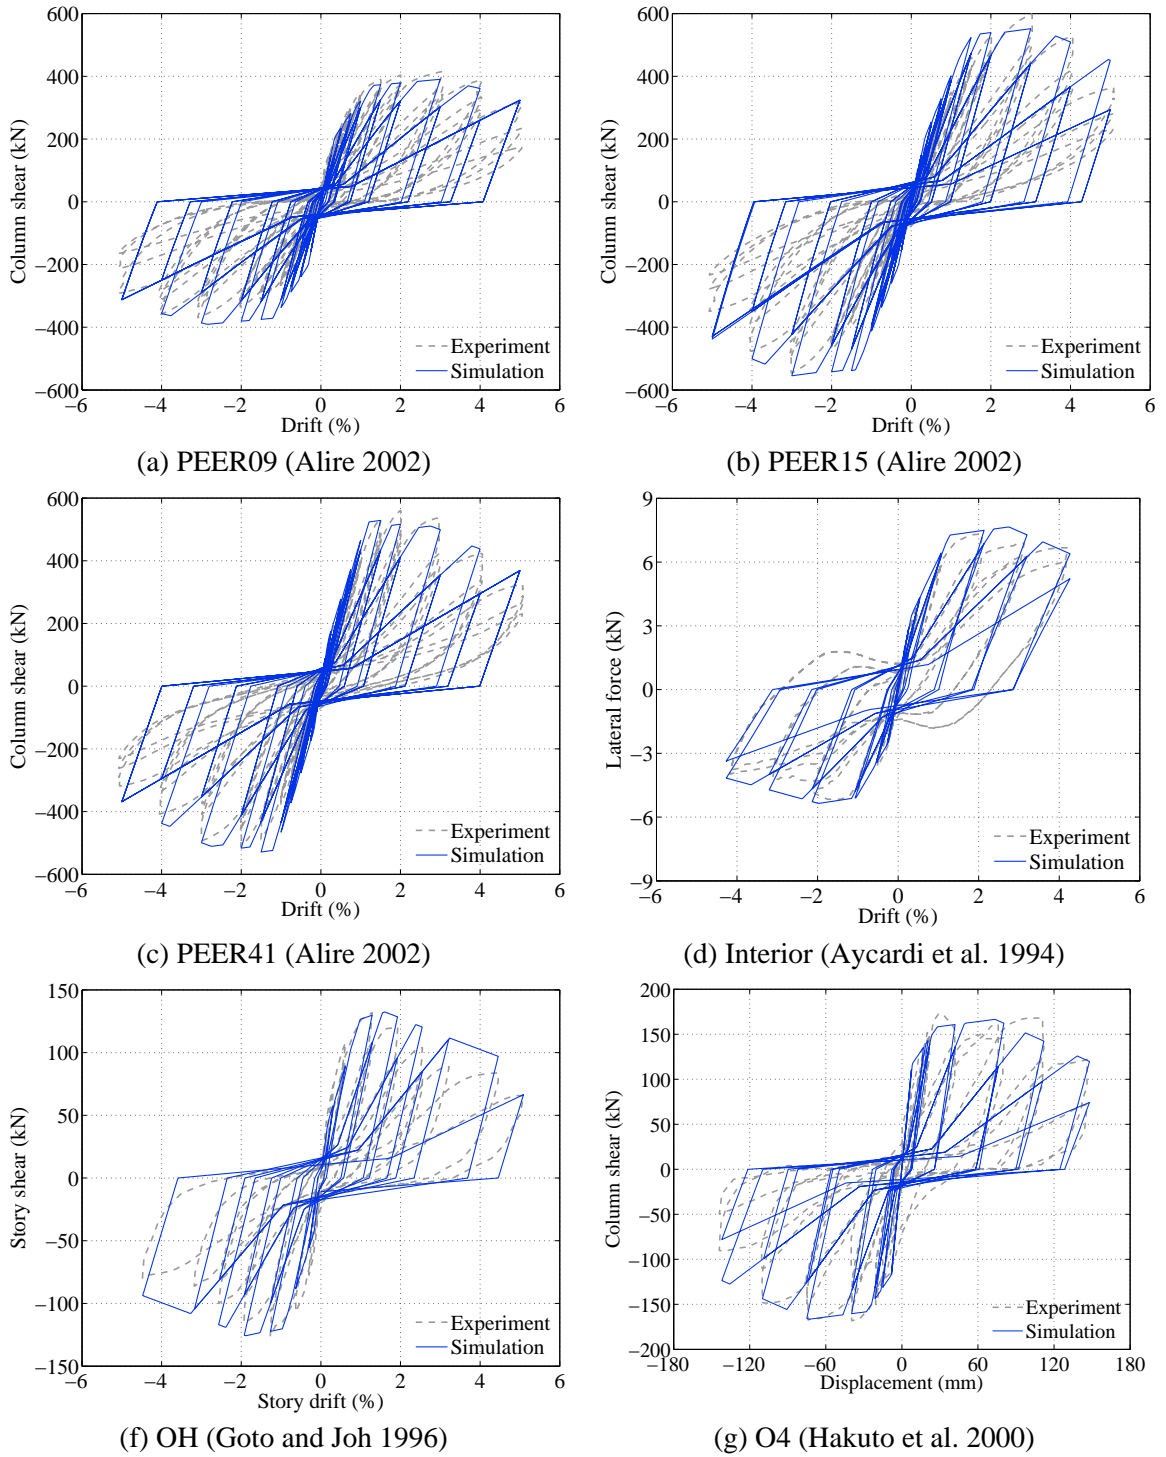 600
400
200
0
−200
−400
−600
−6 −4 −2 0 2 4 6
Column shear (kN)
Drift (%)
Experiment
Simulation
(a) PEER09 (Alire 2002)
600
400
200
0
−200
−400
−600
−6 −4 −2 0 2 4 6
Column shear (kN)
Drift (%)
Experiment
Simulation
(b) PEER15 (Alire 2002)
600
400
200
0
−200
−400
−600
−6 −4 −2 0 2 4 6
Column shear (kN)
Drift (%)
Experiment
Simulation
(c) PEER41 (Alire 2002)
9
6
3
0
−3
−6
−9
−6 −4 −2 0 2 4 6
Lateral force (kN)
Drift (%)
Experiment
Simulation
(d) Interior (Aycardi et al. 1994)
150
100
50
0
−50
−100
−150
−6 −4 −2 0 2 4 6
Story shear (kN)
Story drift (%)
Experiment
Simulation
(f) OH (Goto and Joh 1996)
200
150
100
50
0
−50
−100
−150
−200
−180 −120 −60 0 60 120 180
Column shear (kN)
Displacement (mm)
Experiment
Simulation
(g) O4 (Hakuto et al. 2000)